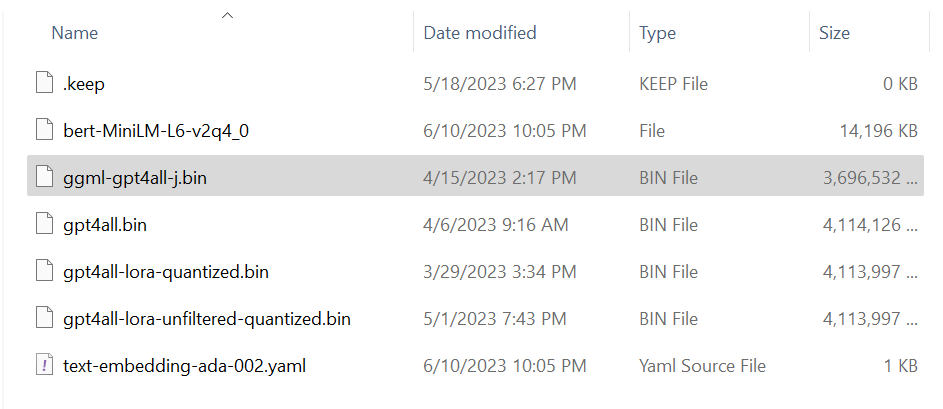 Name Date modified Type Size
.keep 5/18/2023 6:27 PM KEEP File 0 KB
bert-MiniLM-L6-v2q4_0 6/10/2023 10:05 PM File 14,196 KB
ggml-gpt4all-j.bin 4/15/2023 2:17 PM BIN File 3,696,532 ...
gpt4all.bin 4/6/2023 9:16 AM BIN File 4,114,126 ...
gpt4all-lora-quantized.bin 3/29/2023 3:34 PM BIN File 4,113,997 ...
gpt4all-lora-unfiltered-quantized.bin 5/1/2023 7:43 PM BIN File 4,113,997 ...
text-embedding-ada-002.yaml 6/10/2023 10:05 PM Yaml Source File 1 KB